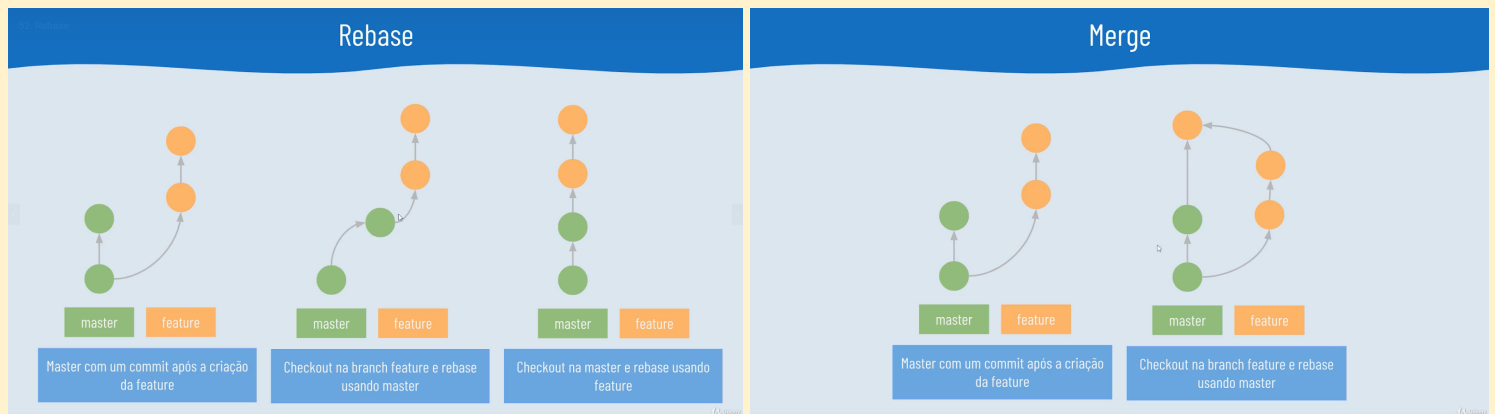 Rebase
master
feature
Master com um commit após a criação
da feature
master
feature
Checkout na branch feature e rebase
usando master
master
feature
Checkout na master e rebase usando
feature
Merge
master
feature
Master com um commit após a criação
da feature
master
feature
Checkout na branch feature e rebase
usando master